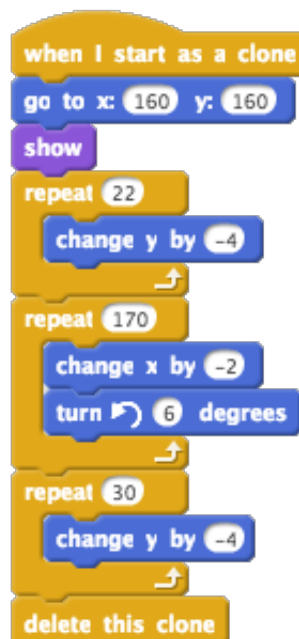 when I start as a clone
go to x: 160 y: 160
show
repeat 22
change y by -4
repeat 170
change x by -2
turn 6 degrees
repeat 30
change y by -4
delete this clone